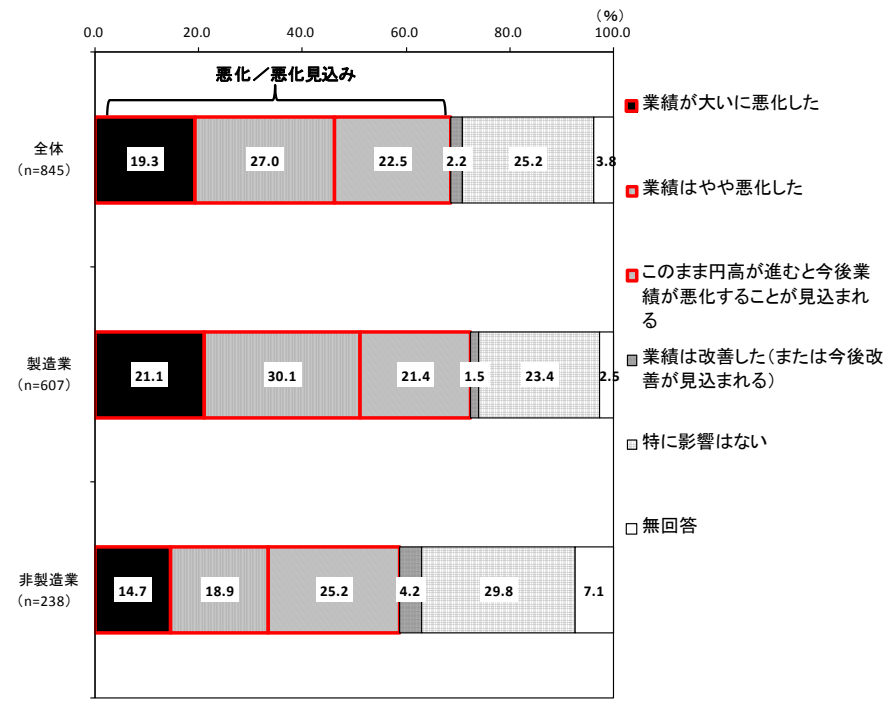 （％）
0.0 20.0 40.0 60.0 80.0 100.0
悪化／悪化見込み
全体
（n=845）
19.3 27.0 22.5 2.2 25.2 3.8
製造業
（n=607）
21.1 30.1 21.4 1.5 23.4 2.5
非製造業
（n=238）
14.7 18.9 25.2 4.2 29.8 7.1
業績が大いに悪化した
業績はやや悪化した
このまま円高が進むと今後業
績が悪化することが見込まれ
る
業績は改善した（または今後改
善が見込まれる）
特に影響はない
無回答